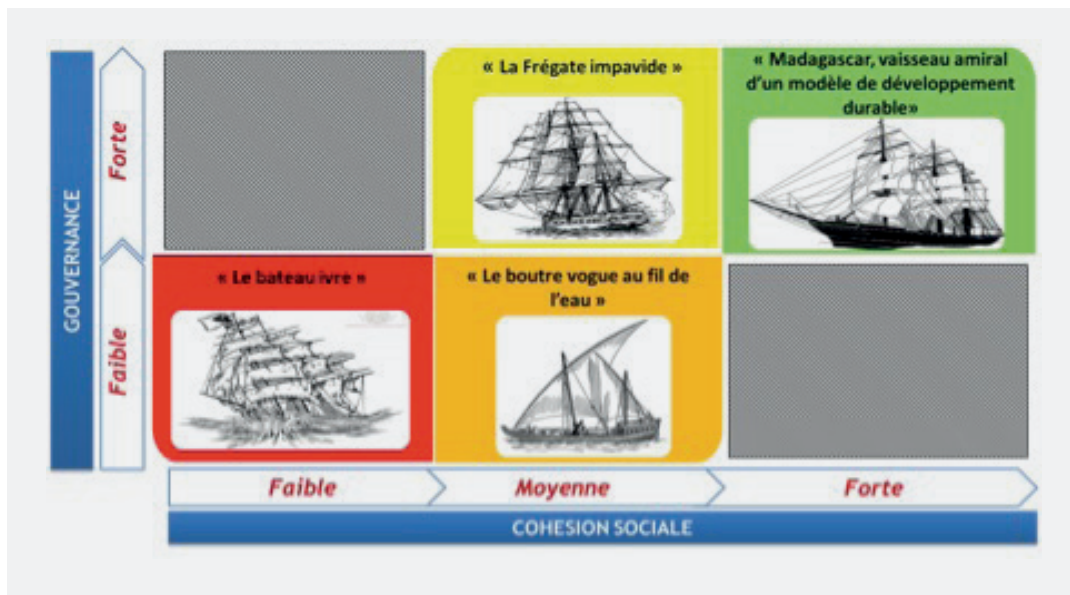 GOUVERNANCE
Forte
Faible
« La Frégate impavide »
« Madagascar, vaisseau amiral
d'un modèle de développement
durable»
« Le bateau ivre »
« Le boutre vogue au fil de
l'eau »
Faible
Moyenne
Forte
COHESION SOCIALE